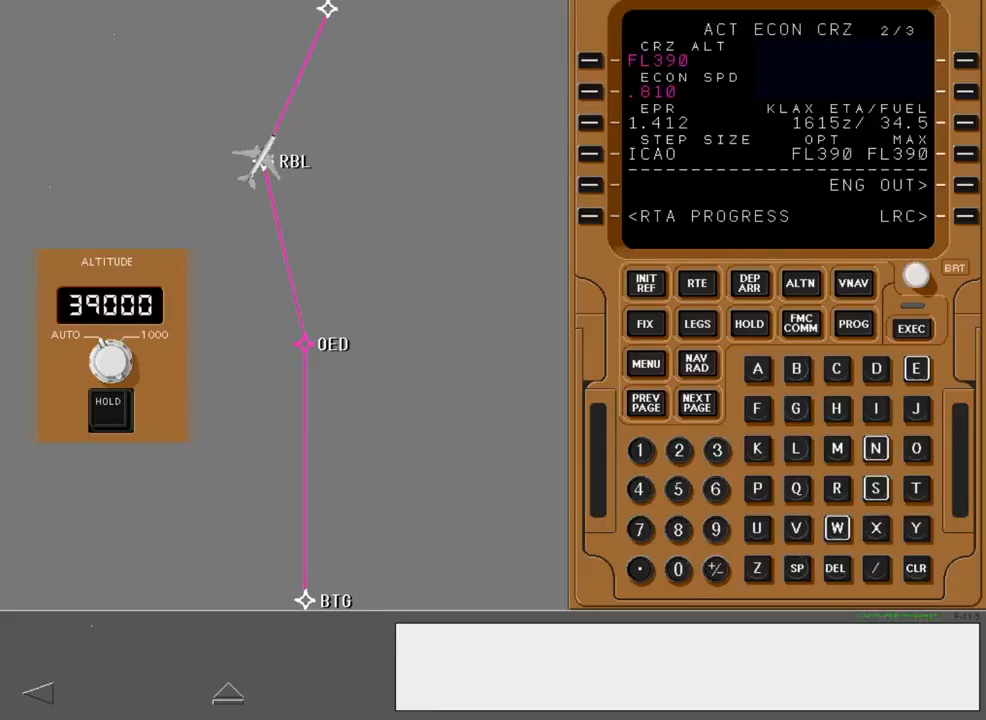 RBL
OED
BTG
ALTITUDE
39000
AUTO
1000
HOLD
ACT ECON CRZ 2/3
CRZ ALT
FL390
ECON SPD
.810
EPR KLAX ETA/FUEL
1.412 1615z/ 34.5
STEP SIZE OPT MAX
ICAO FL390 FL390
ENG OUT>
<RTA PROGRESS LRC>
BRT
INIT REF
RTE
DEP ARR
ALTN
VNAV
FIX
LEGS
HOLD
FMC COMM
PROG
EXEC
MENU
NAV RAD
PREV PAGE
NEXT PAGE
A B C D E
F G H I J
K L M N O
P Q R S T
U V W X Y
Z SP DEL / CLR
1 2 3
4 5 6
7 8 9
. 0 +/-